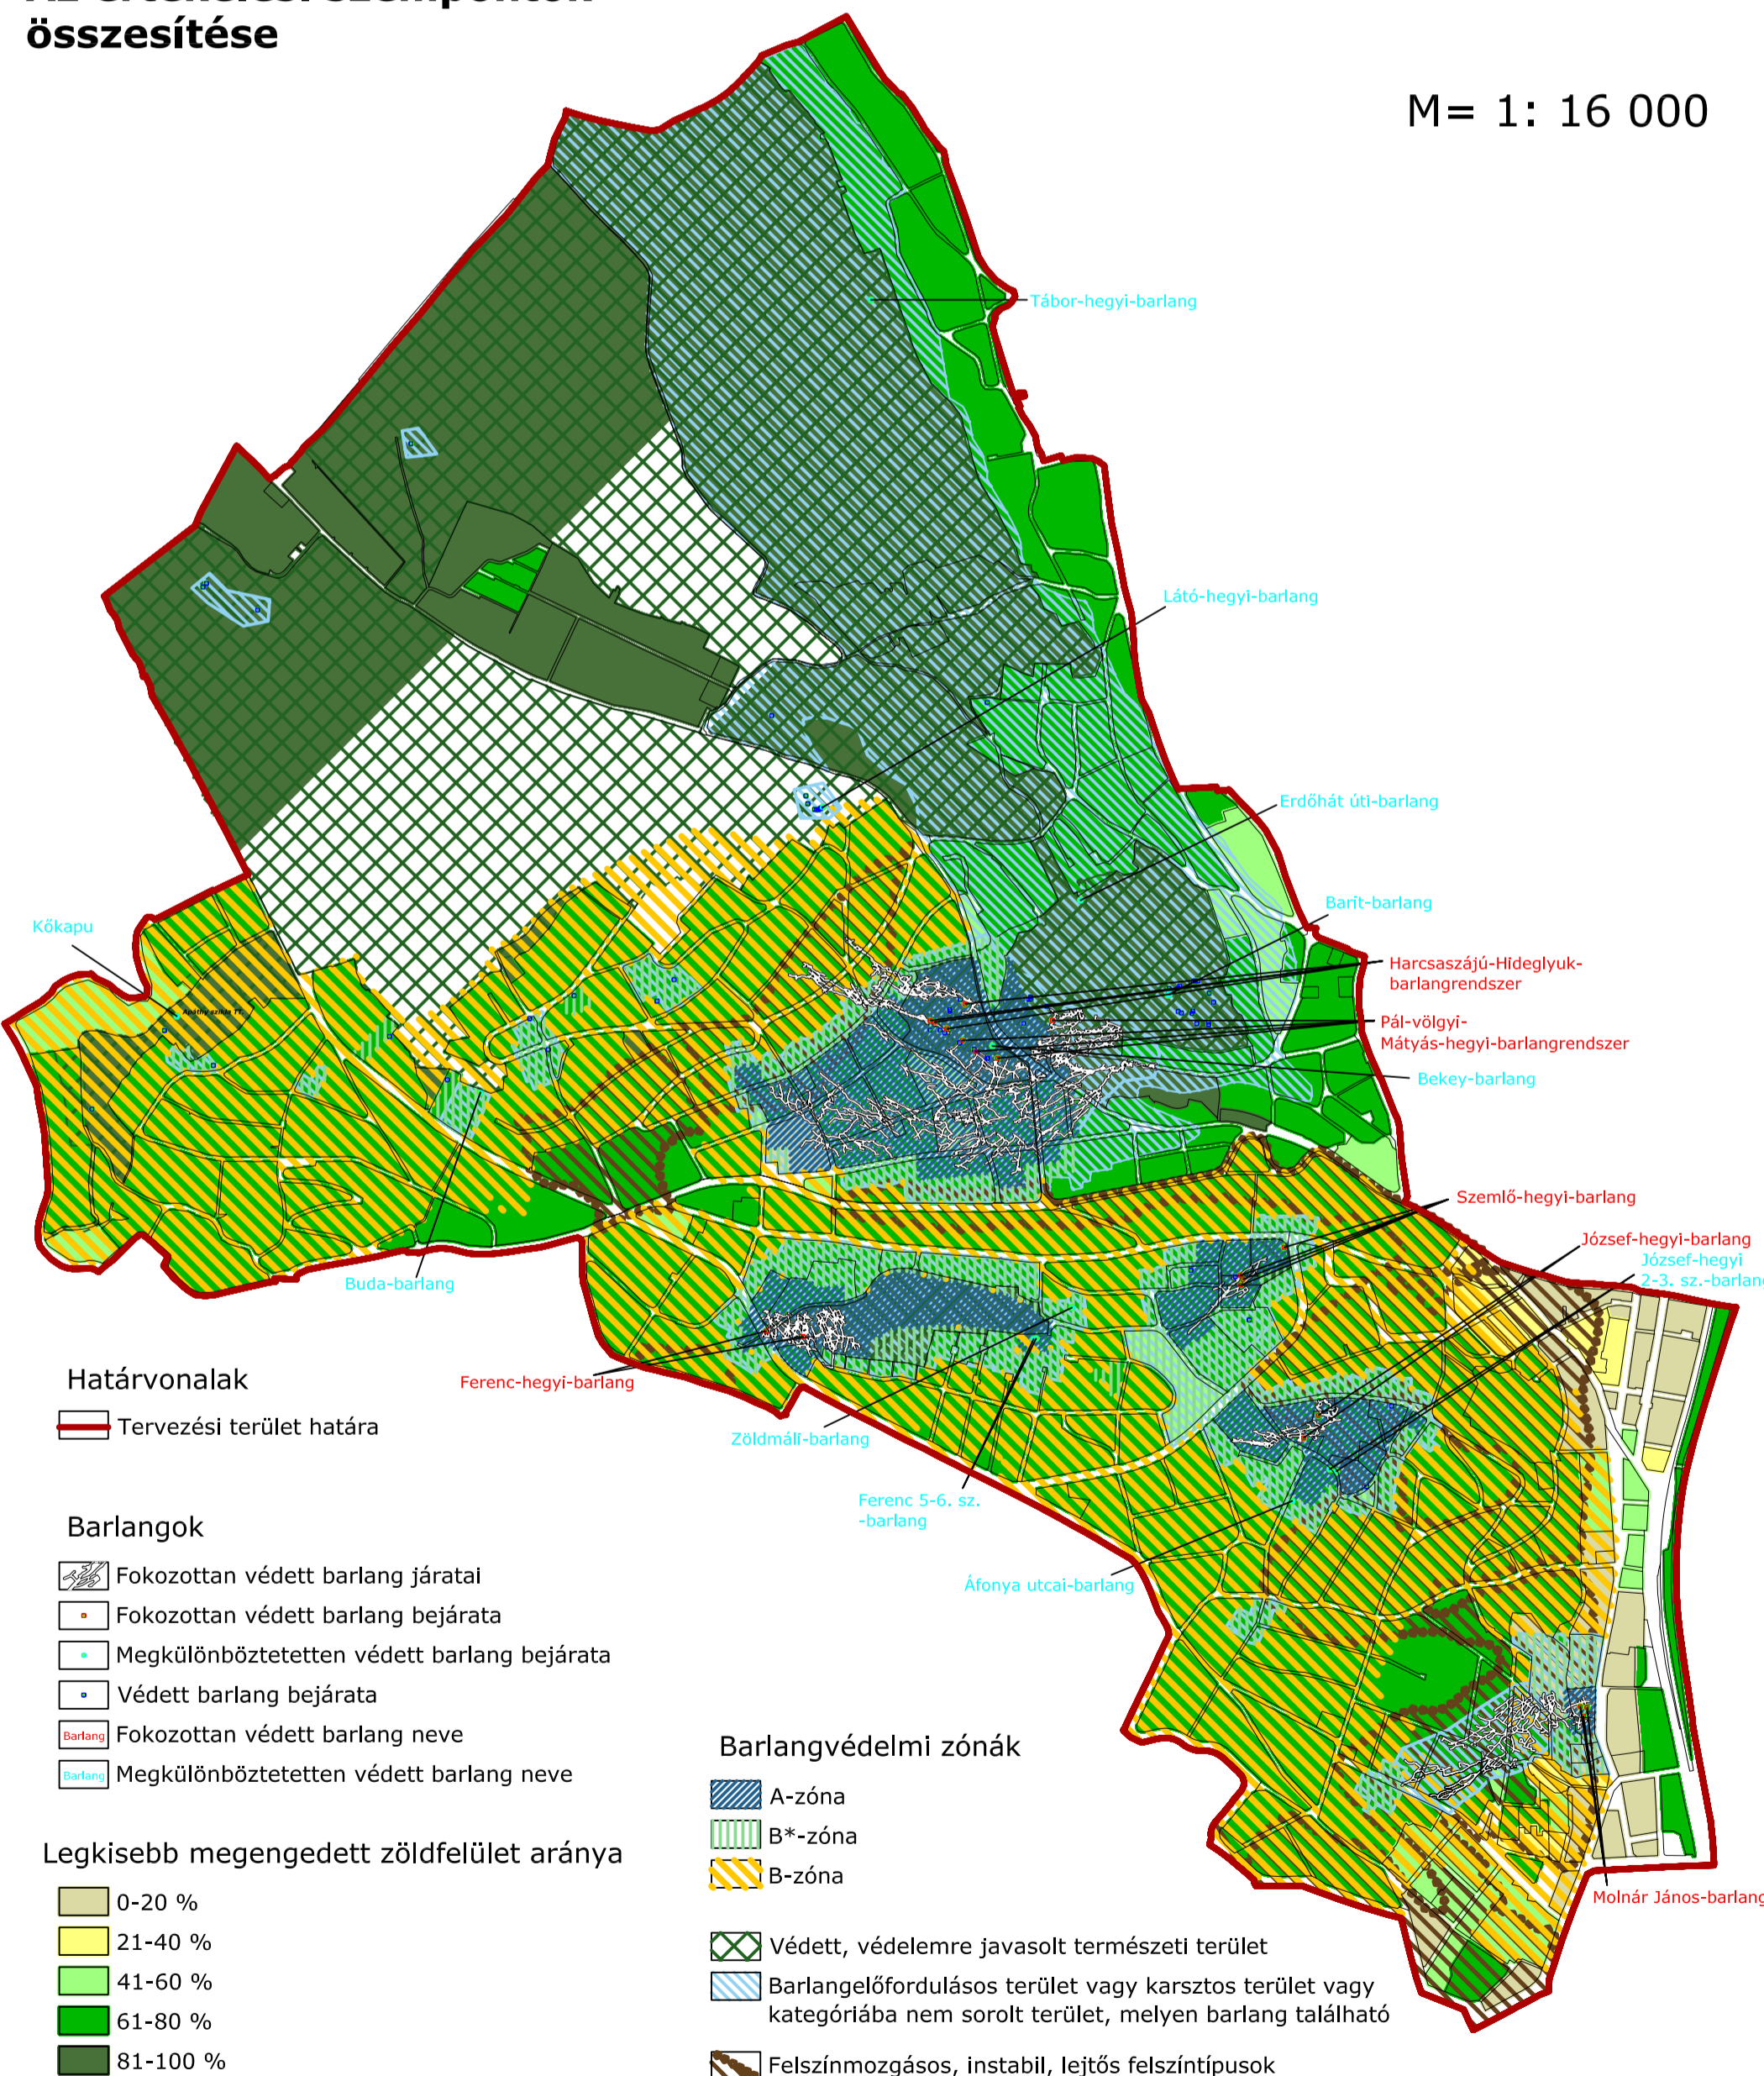 összesítése
M= 1: 16 000
Tábor-hegyi-barlang
Látó-hegyi-barlang
Erdőhát úti-barlang
Barit-barlang
Kőkapu
Apáthy szikla TT.
Harcsaszájú-Hideglyuk-
barlangrendszer
Pál-völgyi-
Mátyás-hegyi-barlangrendszer
Bekey-barlang
Szemlő-hegyi-barlang
József-hegyi-barlang
József-hegyi
2-3. sz.-barlang
Buda-barlang
Ferenc-hegyi-barlang
Zöldmáli-barlang
Ferenc 5-6. sz.
-barlang
Áfonya utcai-barlang
Molnár János-barlang
Határvonalak
Tervezési terület határa
Barlangok
Fokozottan védett barlang járatai
Fokozottan védett barlang bejárata
Megkülönböztetetten védett barlang bejárata
Védett barlang bejárata
Barlang Fokozottan védett barlang neve
Barlang Megkülönböztetetten védett barlang neve
Legkisebb megengedett zöldfelület aránya
0-20 %
21-40 %
41-60 %
61-80 %
81-100 %
Barlangvédelmi zónák
A-zóna
B*-zóna
B-zóna
Védett, védelemre javasolt természeti terület
Barlangelőfordulásos terület vagy karsztos terület vagy
kategóriába nem sorolt terület, melyen barlang található
Felszínmozgásos, instabil, lejtős felszíntípusok